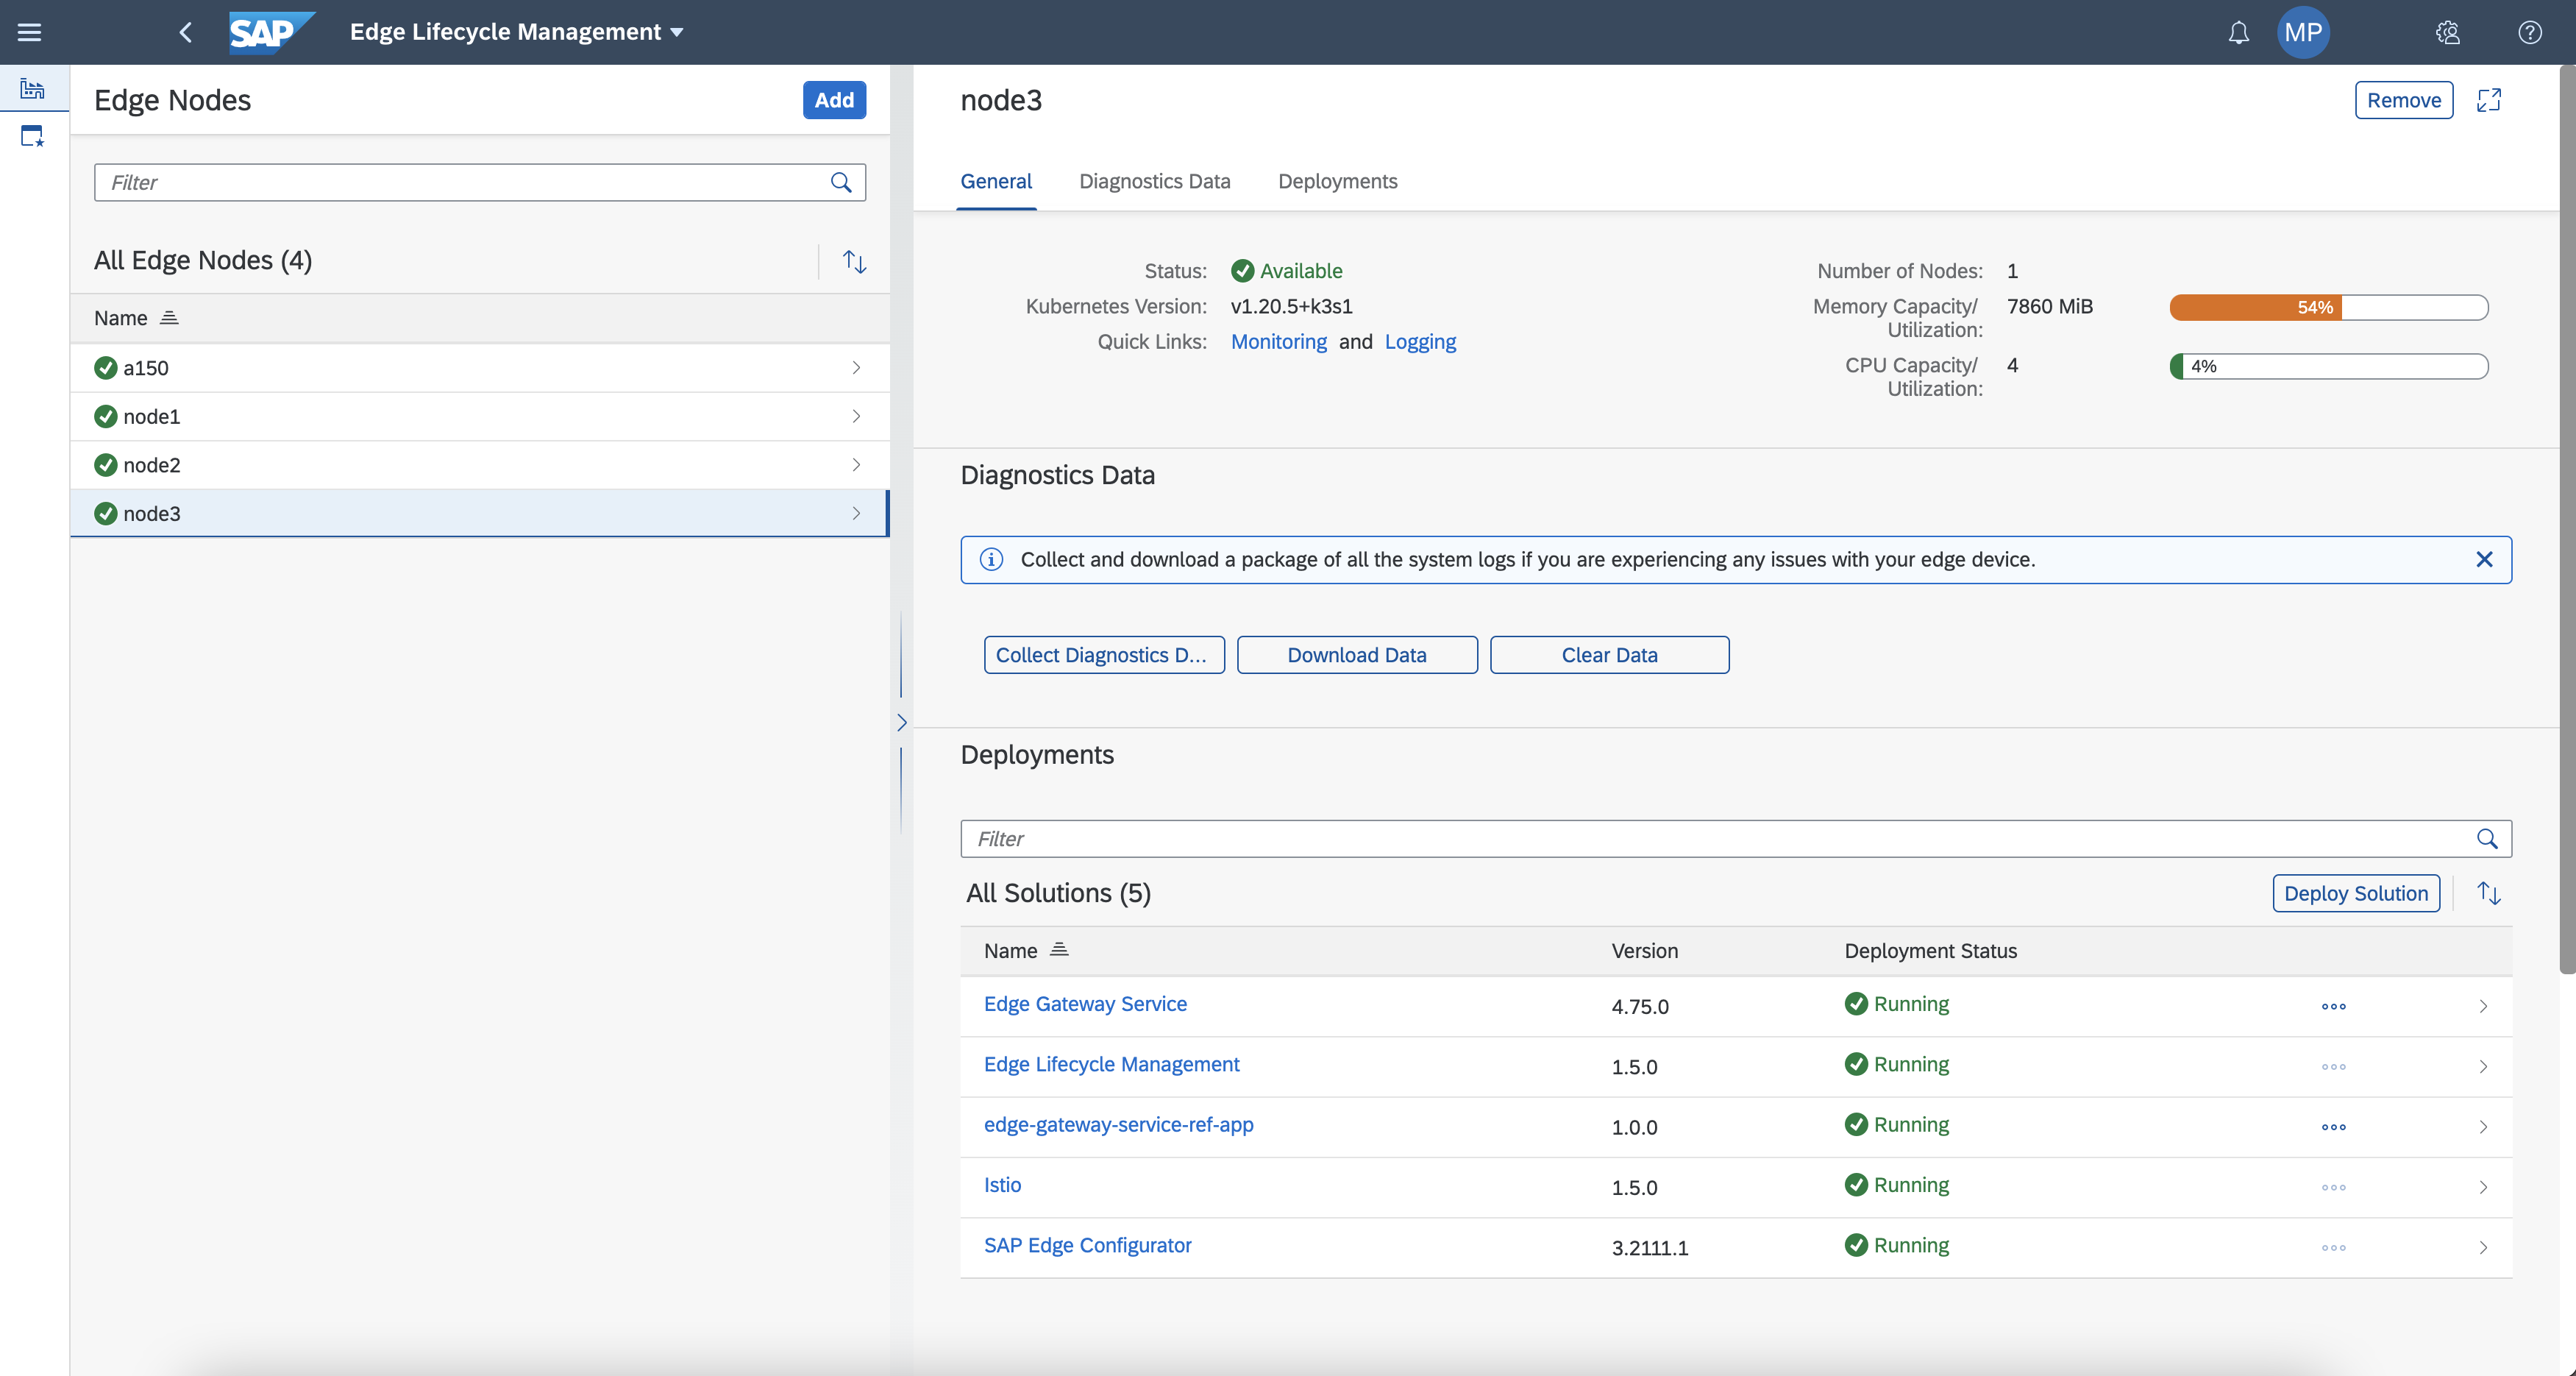 SAP
Edge Lifecycle Management
MP
Edge Nodes
Add
Filter
All Edge Nodes (4)
Name
a150
node1
node2
node3
node3
Remove
General
Diagnostics Data
Deployments
Status:
Available
Kubernetes Version:
v1.20.5+k3s1
Quick Links:
Monitoring and Logging
Number of Nodes:
1
Memory Capacity/
Utilization:
7860 MiB
54%
CPU Capacity/
Utilization:
4
4%
Diagnostics Data
Collect and download a package of all the system logs if you are experiencing any issues with your edge device.
Collect Diagnostics D...
Download Data
Clear Data
Deployments
Filter
All Solutions (5)
Deploy Solution
Name Version Deployment Status
Edge Gateway Service 4.75.0 Running
Edge Lifecycle Management 1.5.0 Running
edge-gateway-service-ref-app 1.0.0 Running
Istio 1.5.0 Running
SAP Edge Configurator 3.2111.1 Running